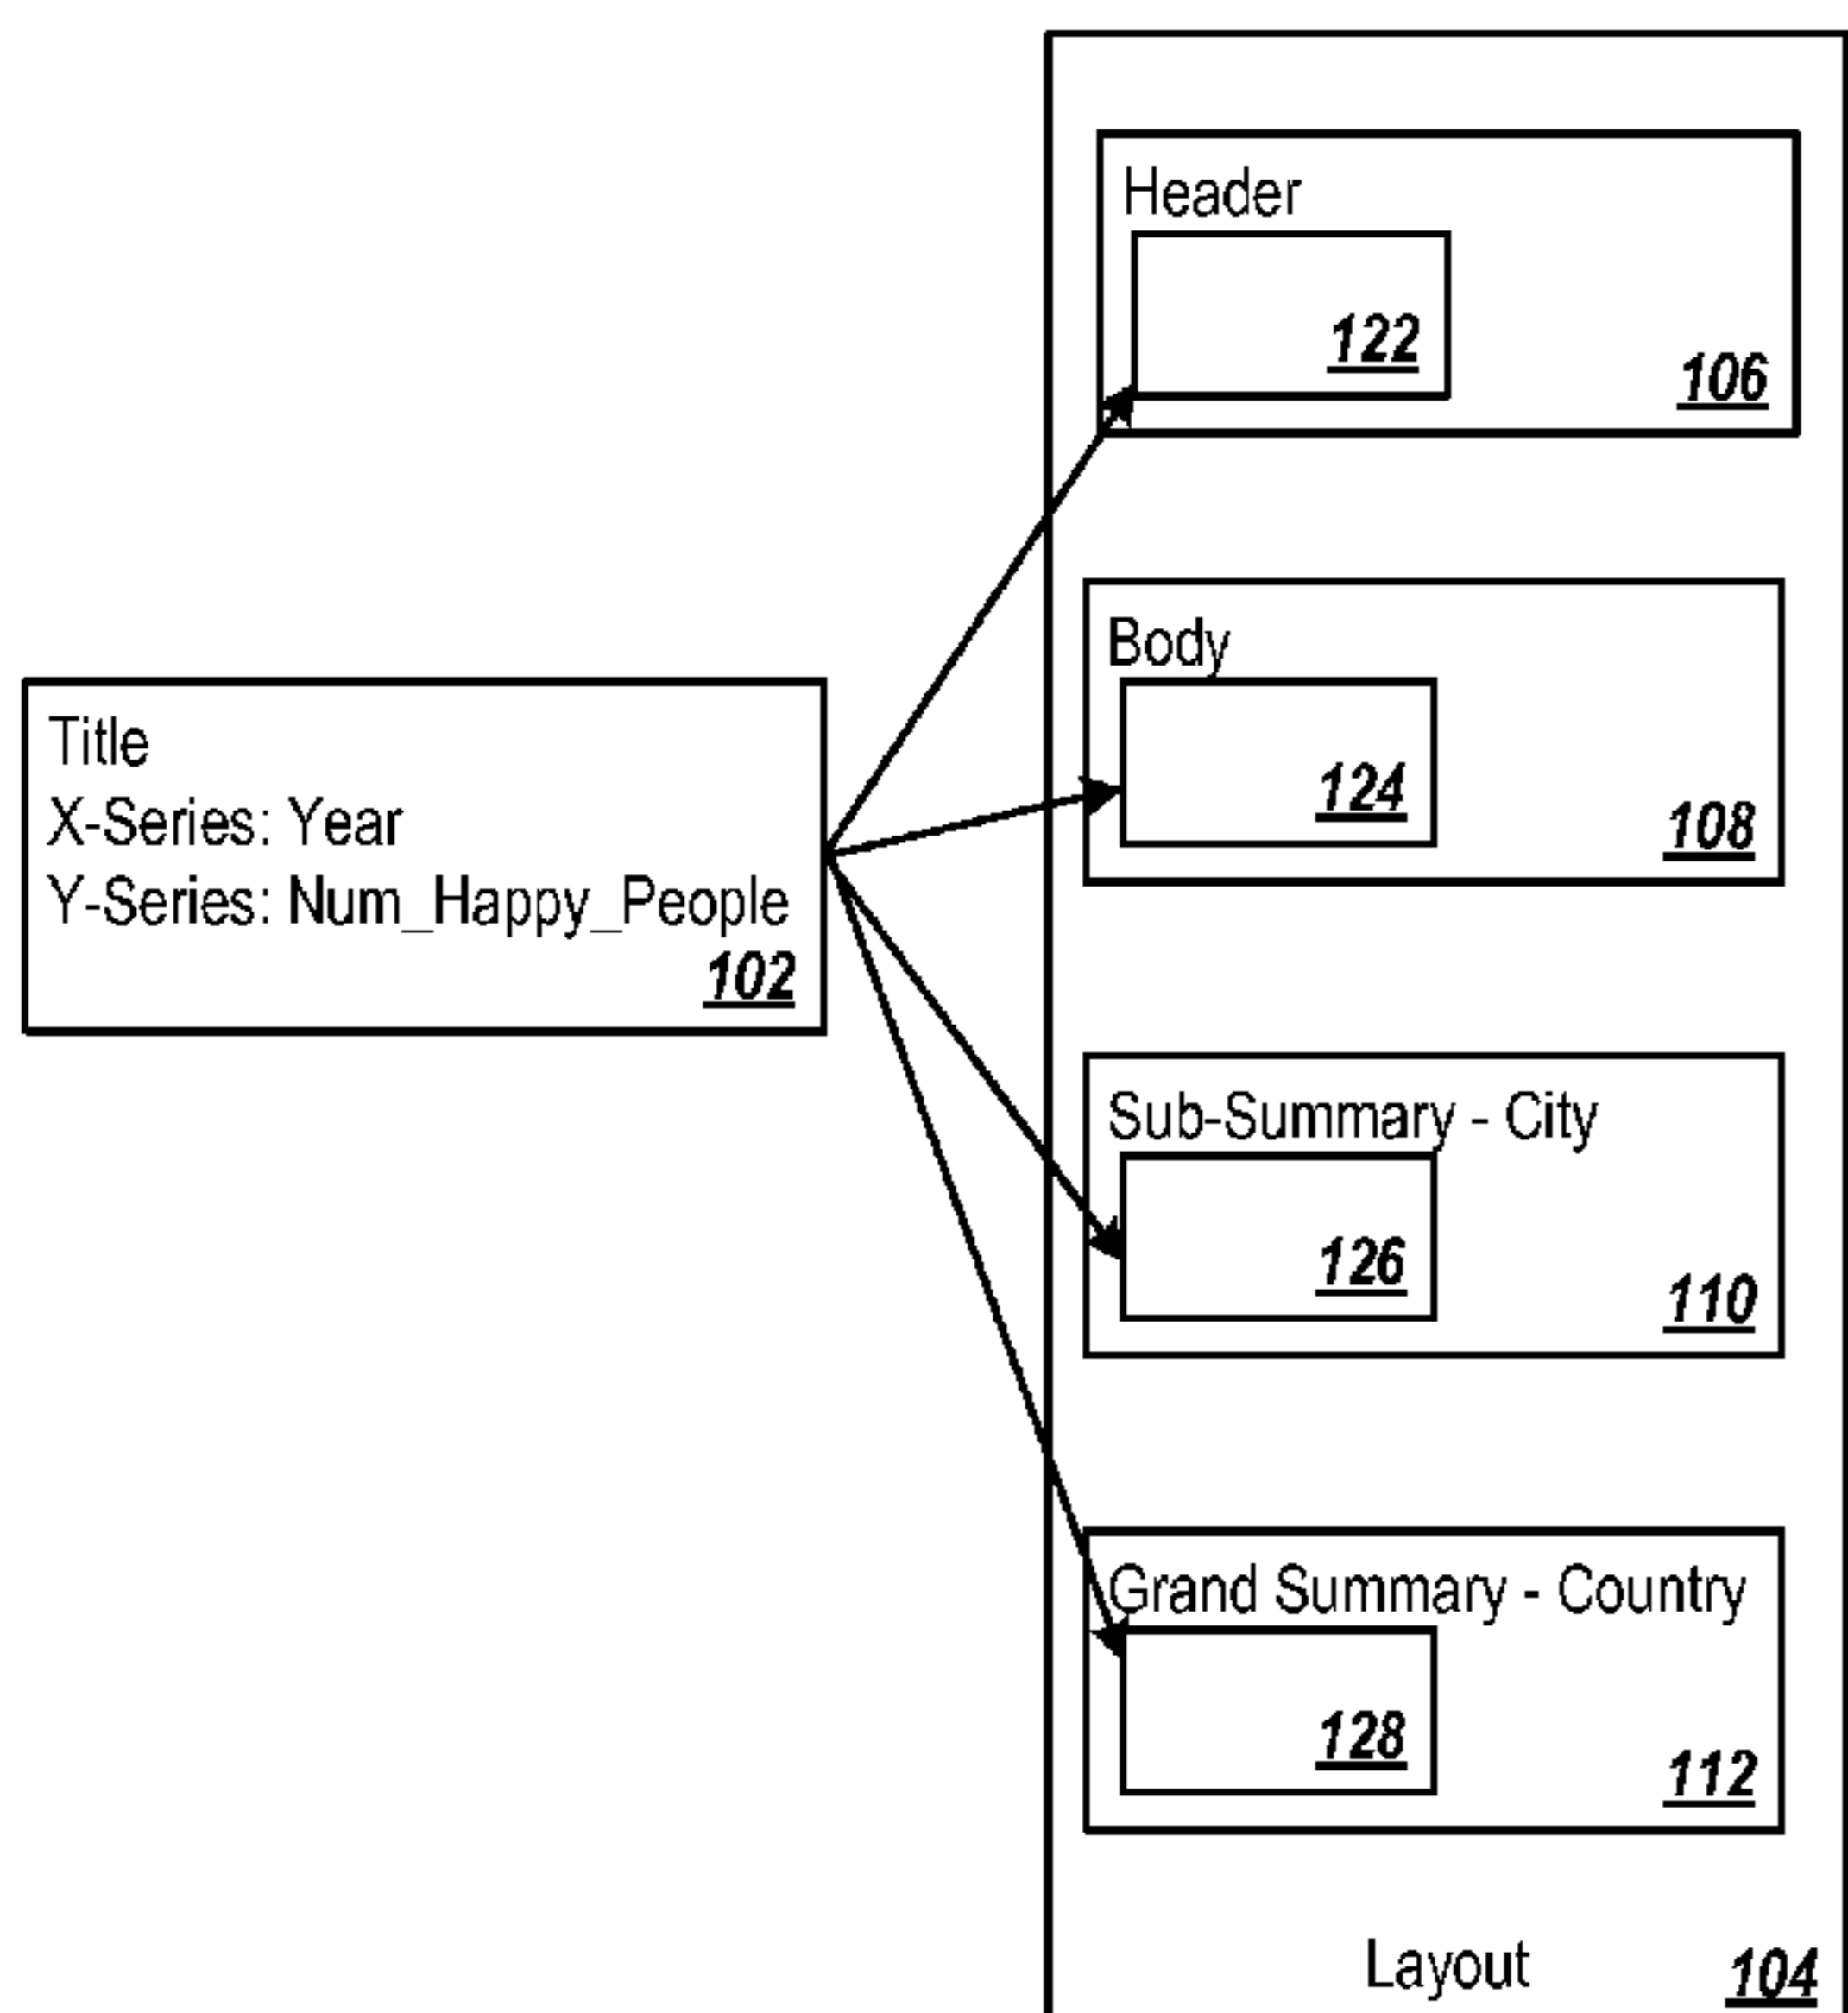 Header
122
106
Body
124
108
Title
X-Series: Year
Y-Series: Num_Happy_People
102
Sub-Summary - City
126
110
Grand Summary - Country
128
112
Layout 104